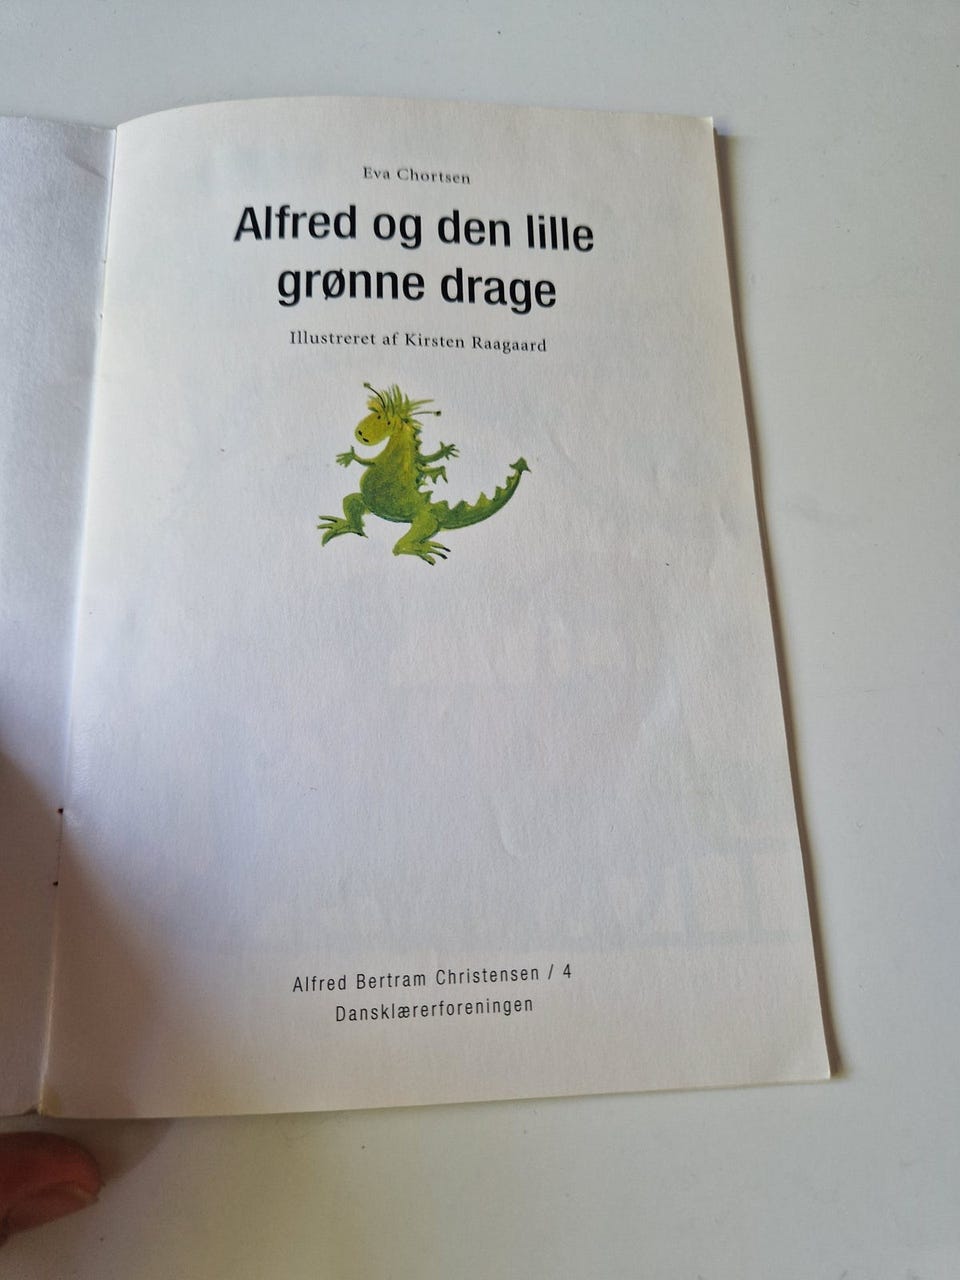 Eva Chortsen
Alfred og den lille
grønne drage
Illustreret af Kirsten Raagaard
Alfred Bertram Christensen / 4
Dansklærerforeningen